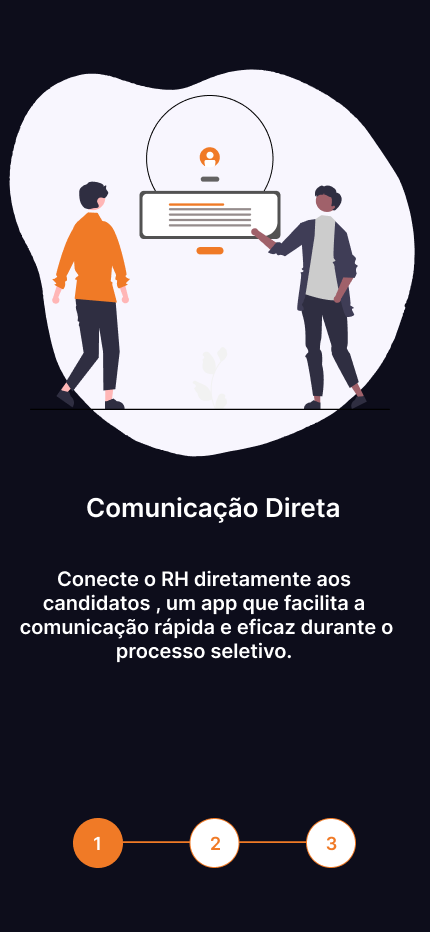 Comunicação Direta
Conecte o RH diretamente aos
candidatos , um app que facilita a
comunicação rápida e eficaz durante o
processo seletivo.
1 2 3